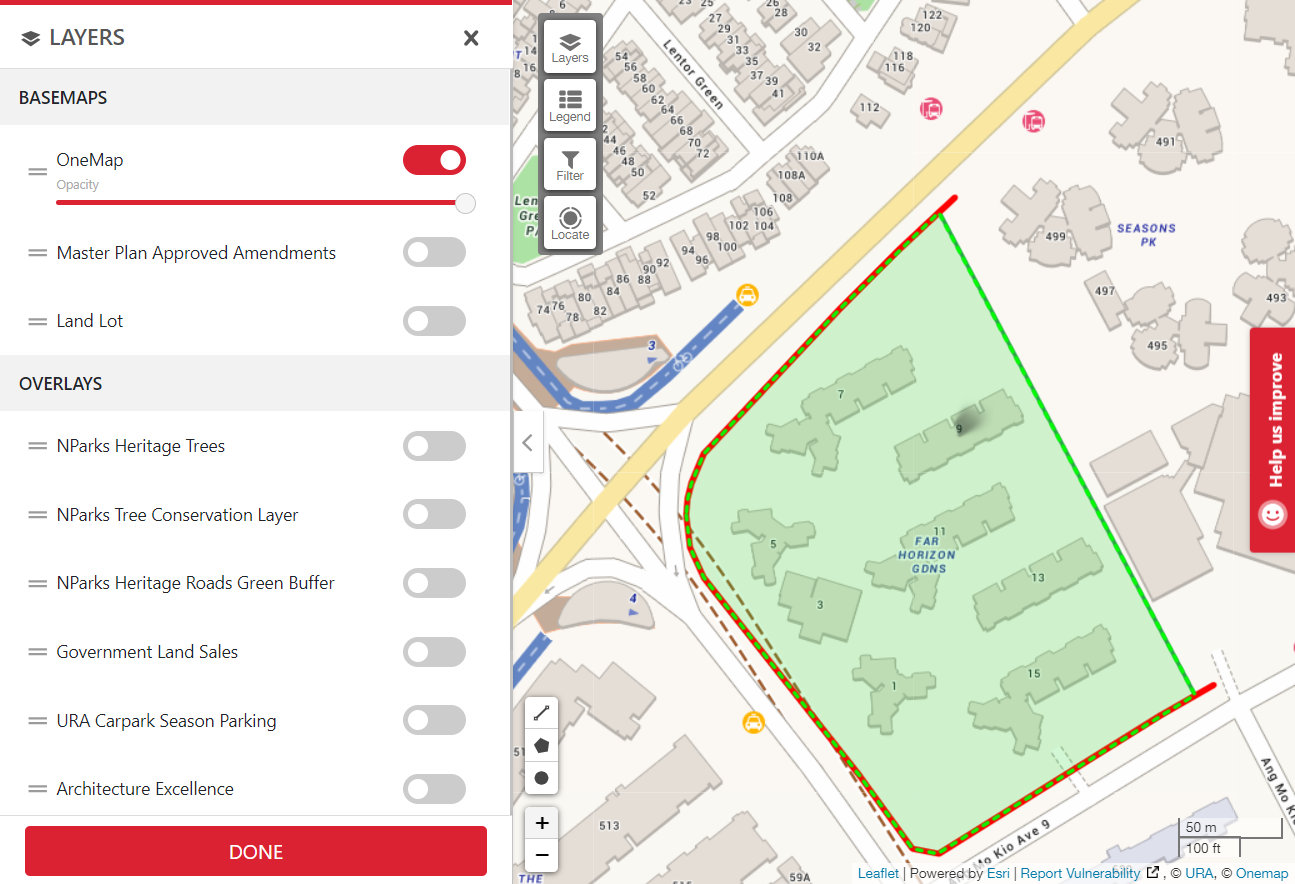 LAYERS
BASEMAPS
OneMap
Opacity
Master Plan Approved Amendments
Land Lot
OVERLAYS
NParks Heritage Trees
NParks Tree Conservation Layer
NParks Heritage Roads Green Buffer
Government Land Sales
URA Carpark Season Parking
Architecture Excellence
DONE
Layers
Legend
Filter
Locate
Lentor Green
6
23
25
27
29
31
33
35
37
39
41
26
28
30
32
122
120
118
116
112
54
56
58
60
62
64
66
68
70
72
44
46
48
50
52
110A
108A
108
106
102
104
98
100
94
96
90
92
86
88
84
80
82
74
76
78
3
4
491
499
SEASONS
PK
497
495
493
7
9
5
11
FAR
HORIZON
GDNS
13
3
15
1
513
THE
59A
Ang Mo K
Mo Kio Ave 9
Help us improve
+
−
50 m
100 ft
Leaflet | Powered by Esri | Report Vulnerability , © URA, © Onemap